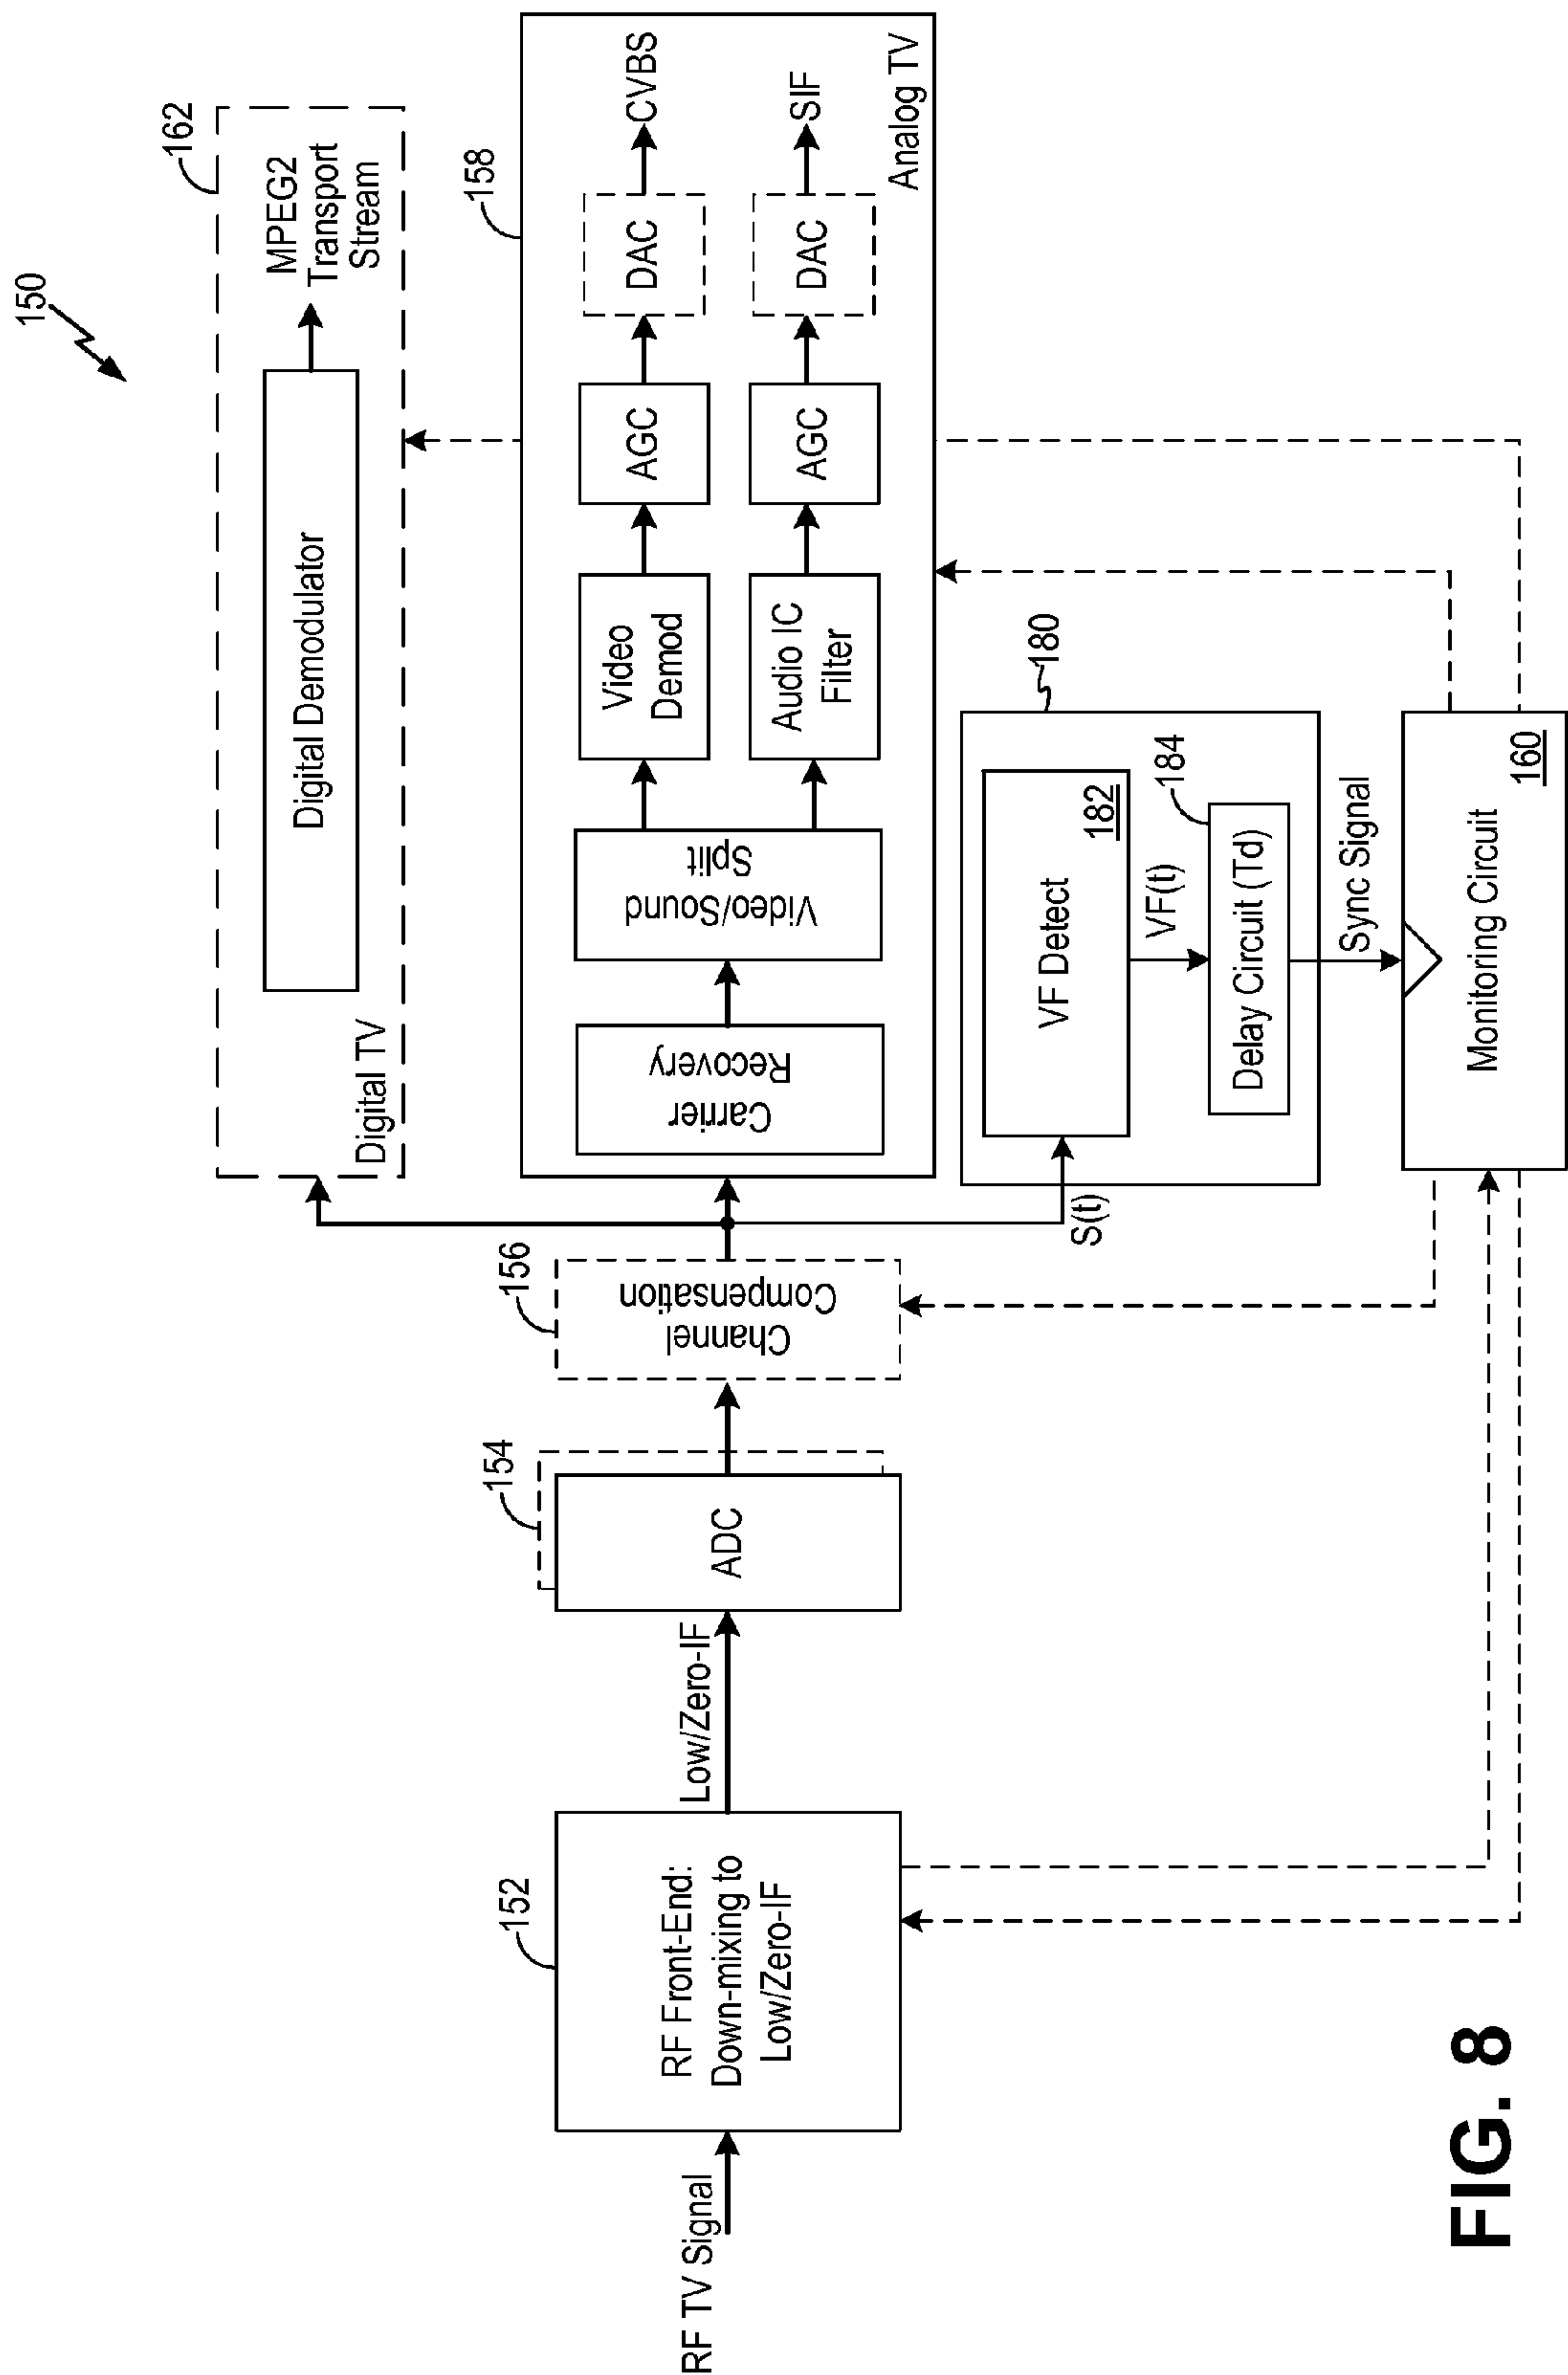 150
162
MPEG2
Transport
Stream
Digital Demodulator
Digital TV
158
CVBS
DAC
AGC
Video
Demod
SIF
DAC
AGC
Audio IC
Filter
Analog TV
Video/Sound
Split
Carrier
Recovery
156
Channel
Compensation
154
ADC
Low/Zero-IF
152
RF Front-End:
Down-mixing to
Low/Zero-IF
RF TV Signal
S(t)
180
VF Detect
182
VF(t)
184
Delay Circuit (Td)
Sync Signal
Monitoring Circuit
160
FIG. 8